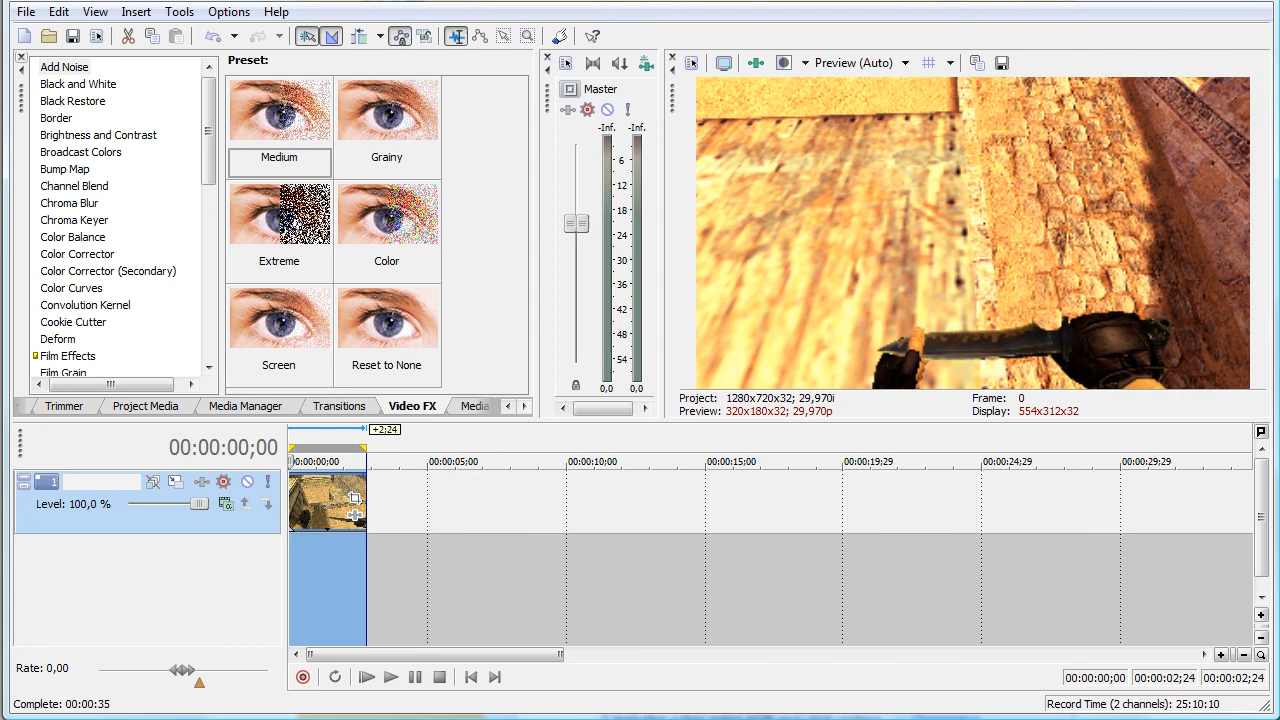 File Edit View Insert Tools Options Help
Add Noise
Black and White
Black Restore
Border
Brightness and Contrast
Broadcast Colors
Bump Map
Channel Blend
Chroma Blur
Chroma Keyer
Color Balance
Color Corrector
Color Corrector (Secondary)
Color Curves
Convolution Kernel
Cookie Cutter
Deform
Film Effects
Film Grain
Preset:
Medium Grainy
Extreme Color
Screen Reset to None
Trimmer Project Media Media Manager Transitions Video FX Media
Master
-Inf. -Inf.
6
12
18
24
30
36
42
48
54
0,0 0,0
Preview (Auto)
Project: 1280x720x32; 29,970i Frame: 0
Preview: 320x180x32; 29,970p Display: 554x312x32
00:00:00;00
+2;24
00:00:00;00 00:00:05;00 00:00:10;00 00:00:15;00 00:00:19;29 00:00:24;29 00:00:29;29
1
Level: 100,0 %
Rate: 0,00
00:00:00;00 00:00:02;24 00:00:02;24
Complete: 00:00:35
Record Time (2 channels): 25:10:10